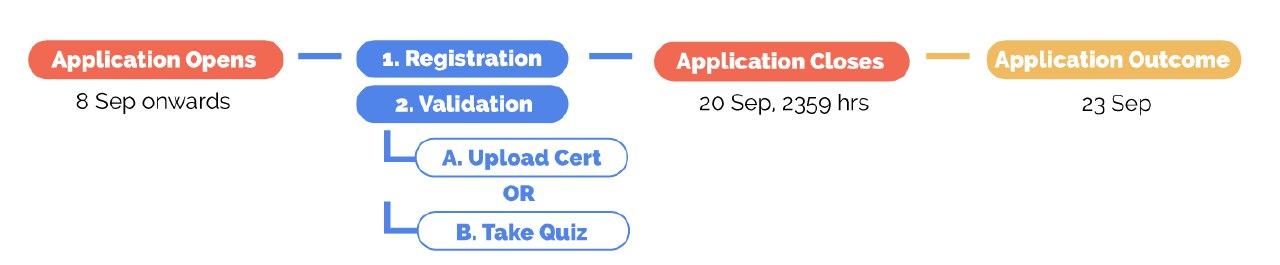 Application Opens
8 Sep onwards
1. Registration
2. Validation
A. Upload Cert
OR
B. Take Quiz
Application Closes
20 Sep, 2359 hrs
Application Outcome
23 Sep